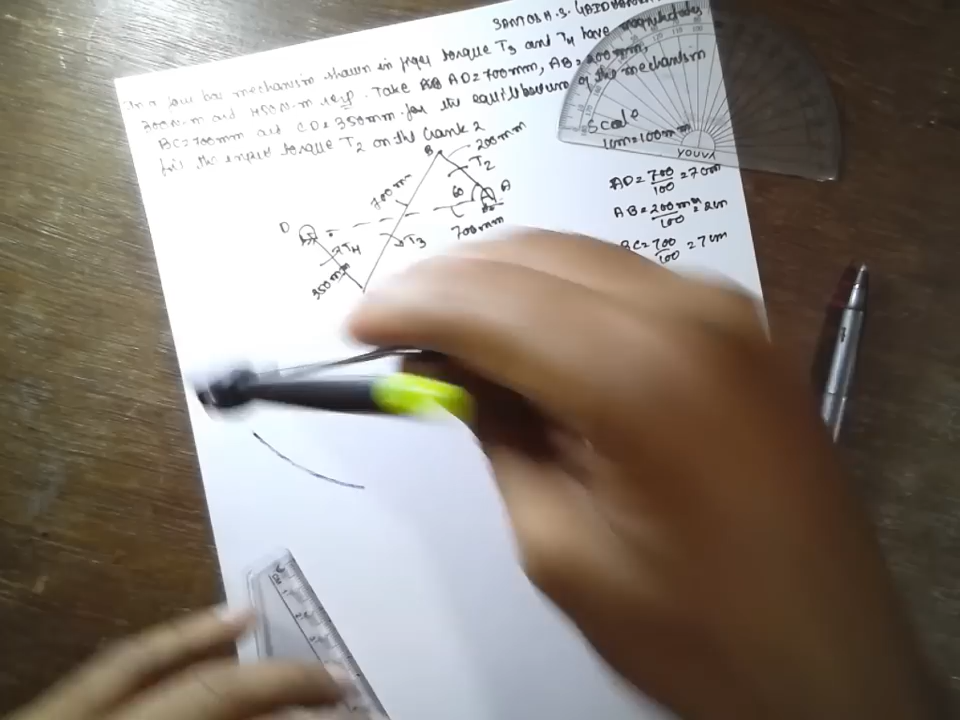 SANTOSH.S. GADDANAKERI
In a four bar mechanism shown in figer torque T3 and T4 have magnitudes
300N-m and 400N-m resp. Take AD=700mm, AB=200mm,
BC=700mm and CD=350mm. for the equilibrium of the mechanism
the input torque T2 on the Crank 2
Scale
1cm=100mm
YOUVA
B
200mm
T2
700mm
60
A
D
T4
T3
700mm
350mm
AD=700/100=7cm
AB=200mm/100=2cm
BC=700/100=7cm